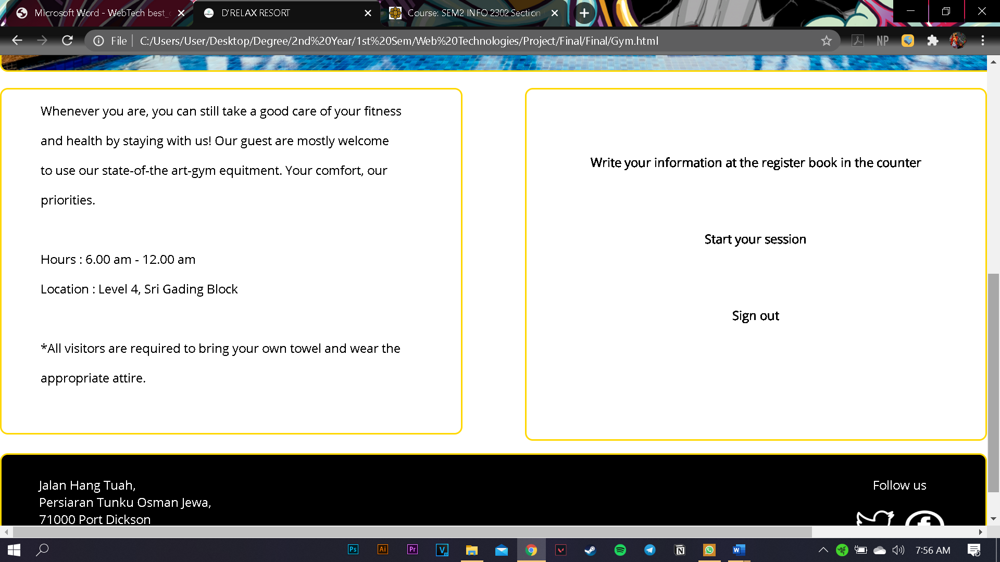 Microsoft Word - WebTech best_
D'RELAX RESORT
Course: SEM2 INFO 2302 Section
File
C:/Users/User/Desktop/Degree/2nd%20Year/1st%20Sem/Web%20Technologies/Project/Final/Final/Gym.html
NP
Whenever you are, you can still take a good care of your fitness
and health by staying with us! Our guest are mostly welcome
to use our state-of-the art-gym equitment. Your comfort, our
priorities.
Hours : 6.00 am - 12.00 am
Location : Level 4, Sri Gading Block
*All visitors are required to bring your own towel and wear the
appropriate attire.
Write your information at the register book in the counter
Start your session
Sign out
Jalan Hang Tuah,
Persiaran Tunku Osman Jewa,
71000 Port Dickson
Follow us
Ps
Ai
Pr
7:56 AM